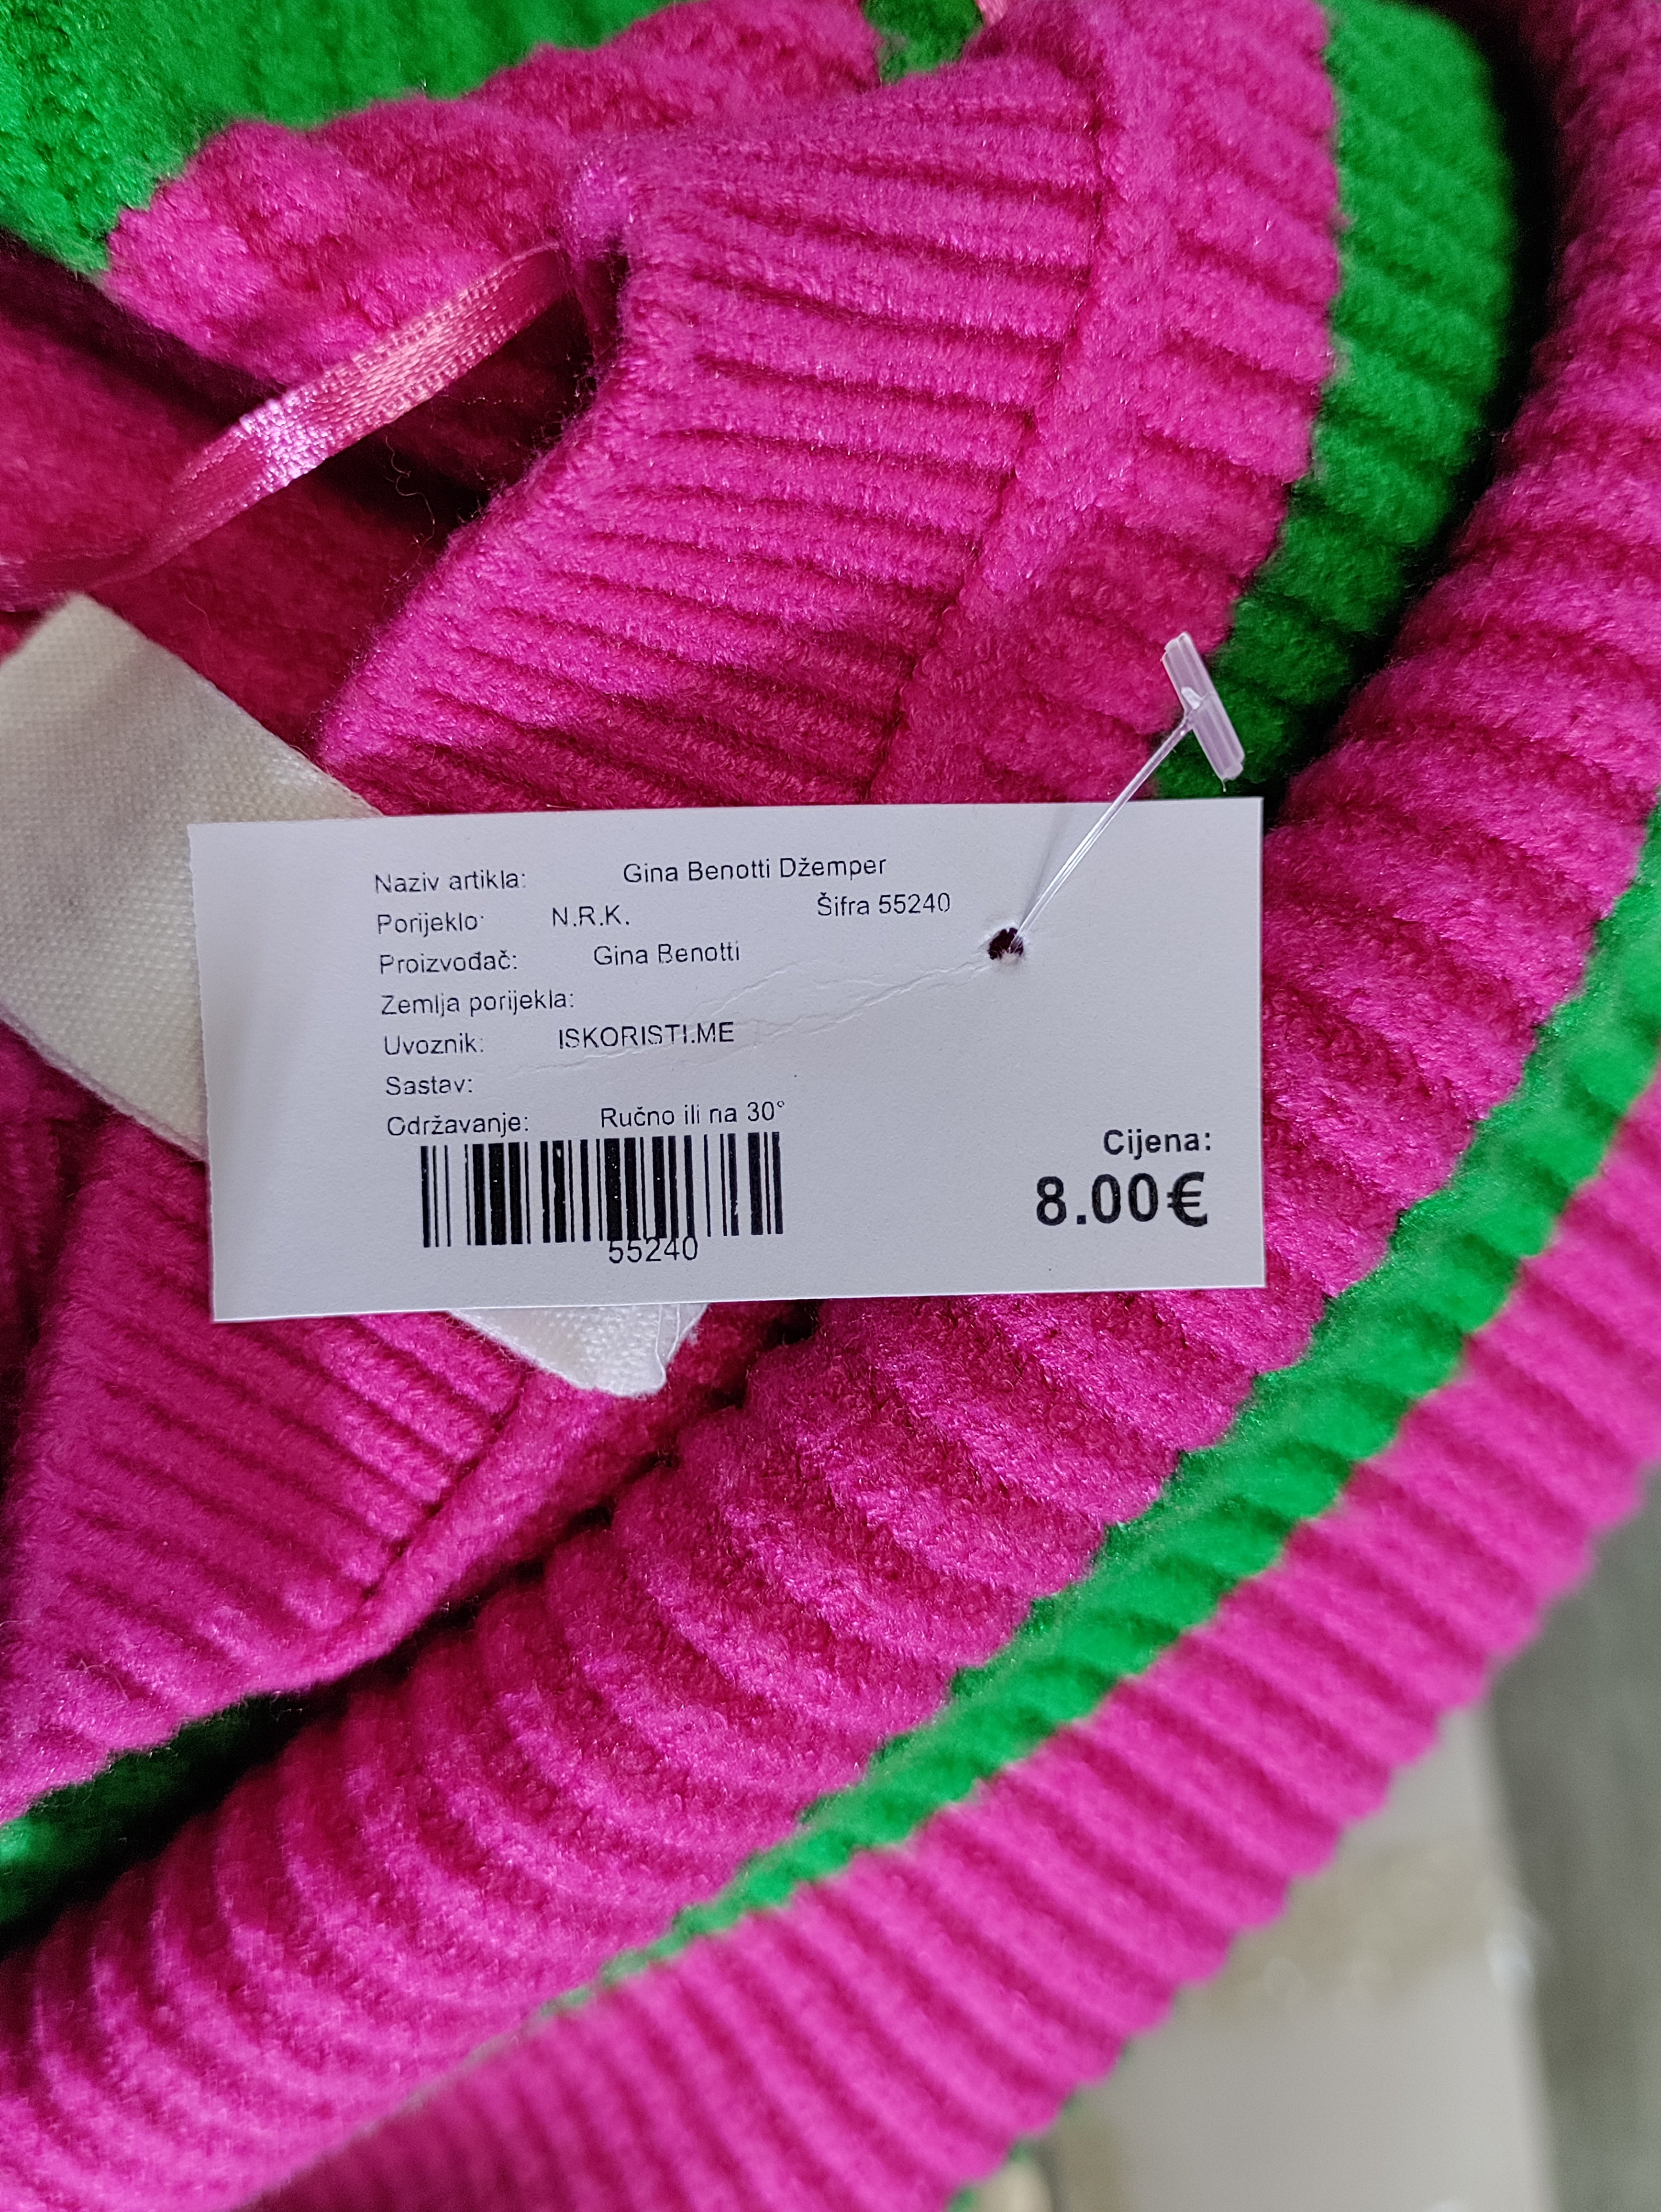 Naziv artikla: Gina Benotti Džemper
Porijeklo: N.R.K. Šifra 55240
Proizvođač: Gina Benotti
Zemlja porijekla:
Uvoznik: ISKORISTI.ME
Sastav:
Održavanje: Ručno ili na 30°
55240
Cijena:
8.00€